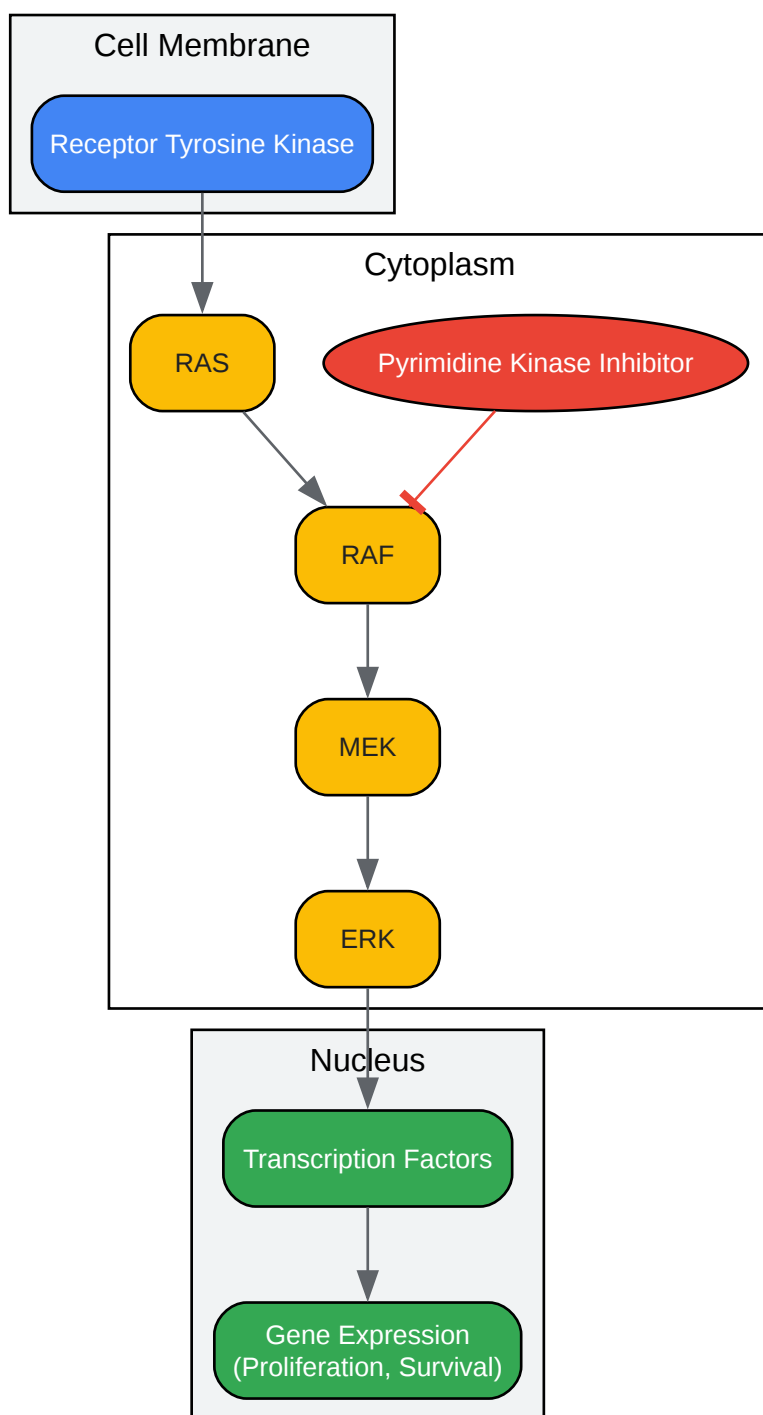 Cell Membrane
Receptor Tyrosine Kinase
Cytoplasm
RAS
Pyrimidine Kinase Inhibitor
RAF
MEK
ERK
Nucleus
Transcription Factors
Gene Expression
(Proliferation, Survival)